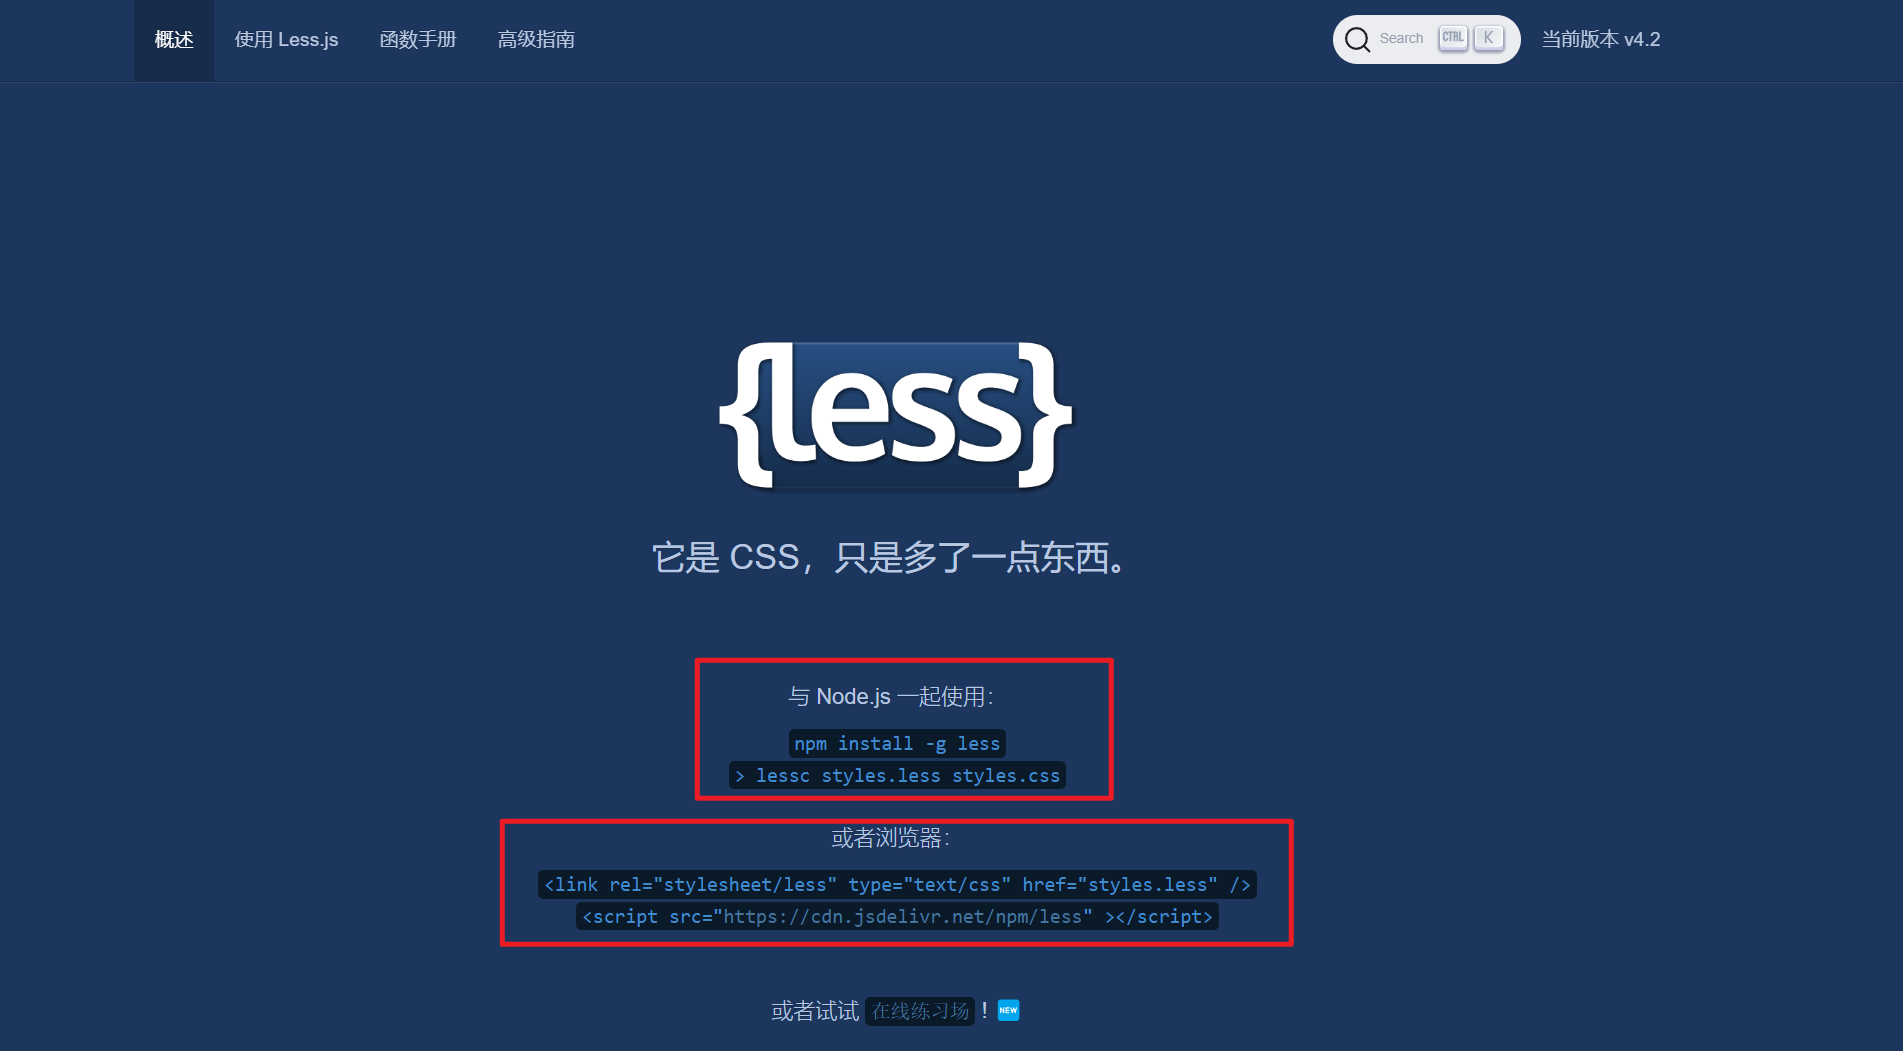 概述 使用 Less.js 函数手册 高级指南 Search CTRL K 当前版本 v4.2
{less}
它是 CSS，只是多了一点东西。
与 Node.js 一起使用：
npm install -g less
> lessc styles.less styles.css
或者浏览器：
<link rel="stylesheet/less" type="text/css" href="styles.less" />
<script src="https://cdn.jsdelivr.net/npm/less" ></script>
或者试试 在线练习场 ！ NEW